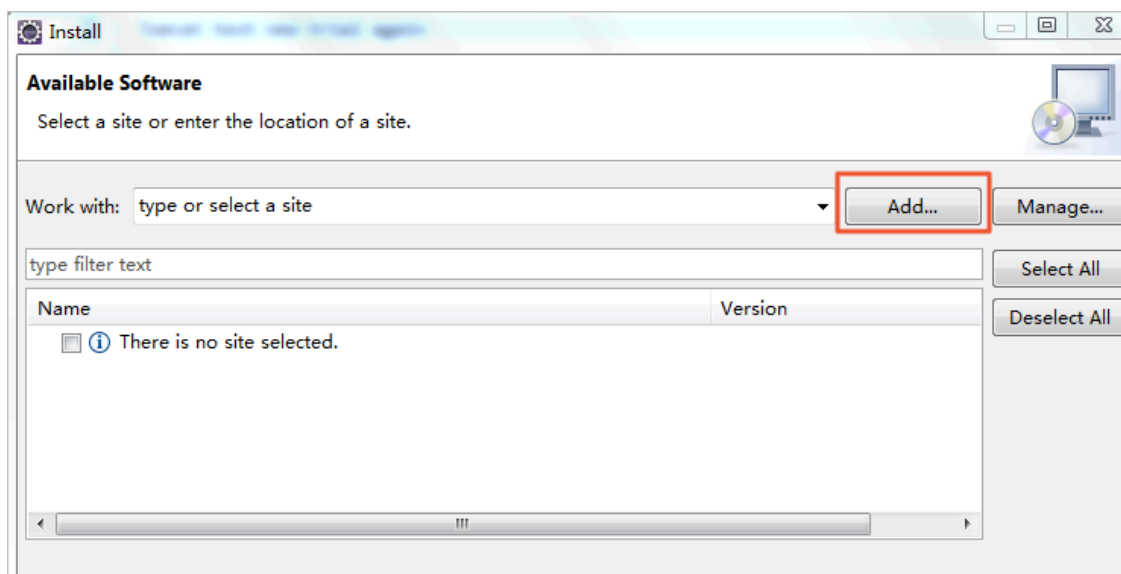 Install
Available Software
Select a site or enter the location of a site.
Work with: type or select a site Add... Manage...
type filter text Select All
Name Version Deselect All
There is no site selected.